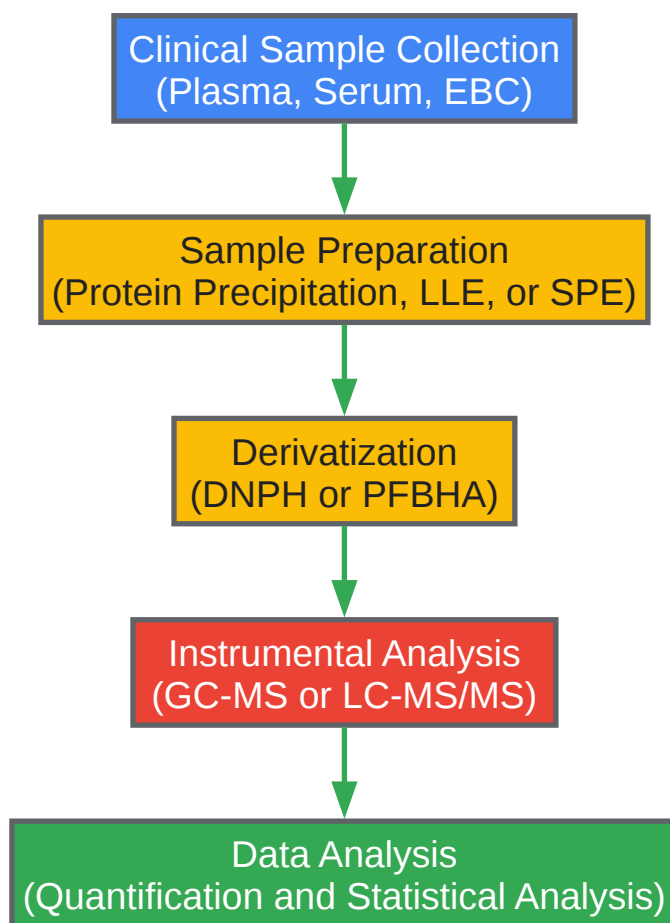 Clinical Sample Collection
(Plasma, Serum, EBC)
Sample Preparation
(Protein Precipitation, LLE, or SPE)
Derivatization
(DNPH or PFBHA)
Instrumental Analysis
(GC-MS or LC-MS/MS)
Data Analysis
(Quantification and Statistical Analysis)